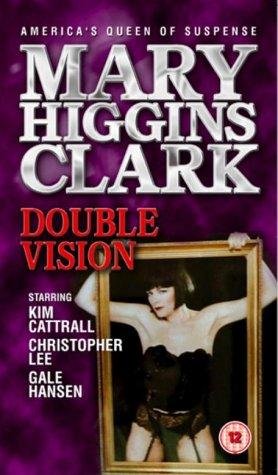 AMERICA'S QUEEN OF SUSPENSE
MARY
HIGGINS
CLARK
DOUBLE
VISION
STARRING
KIM
CATTRALL
CHRISTOPHER
LEE
GALE
HANSEN
12